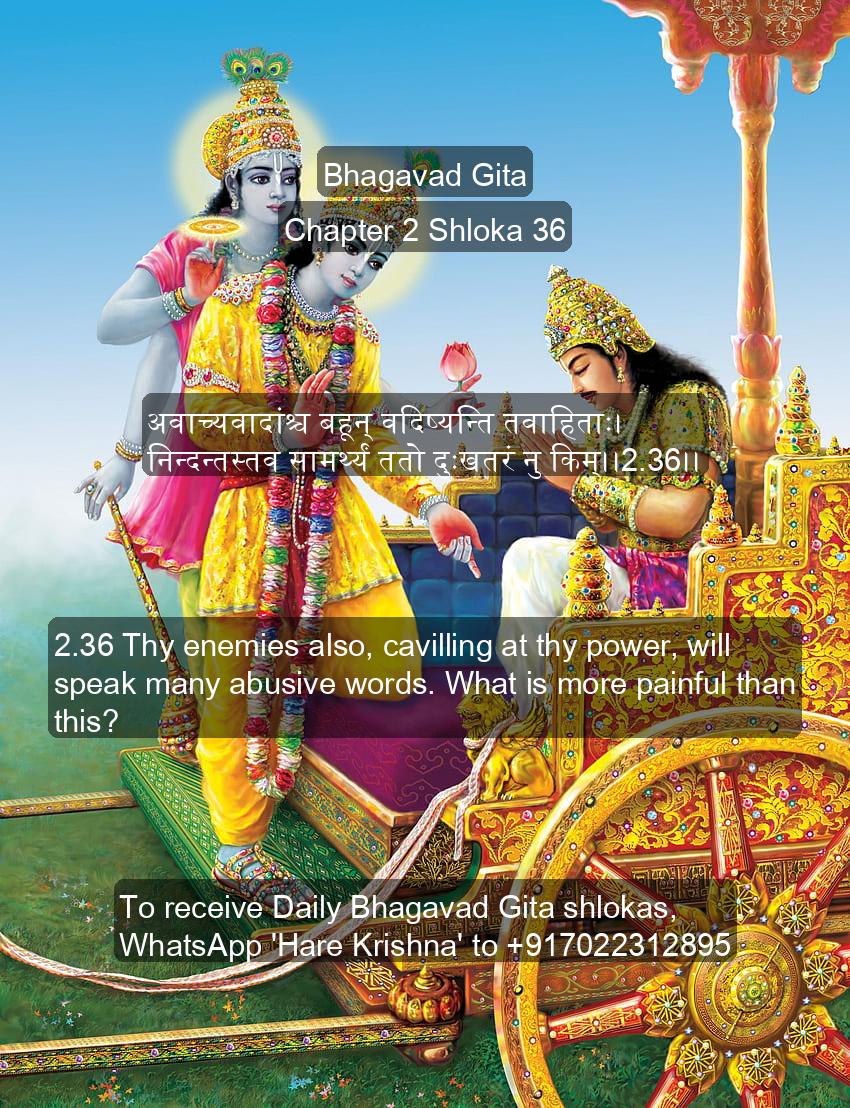 Bhagavad Gita
Chapter 2 Shloka 36
अवाच्यवादांश्च बहून् वदिष्यन्ति तवाहिताः।
निन्दन्तस्तव सामर्थ्यं ततो दुःखतरं नु किम्।।2.36।।
2.36 Thy enemies also, cavilling at thy power, will
speak many abusive words. What is more painful than
this?
To receive Daily Bhagavad Gita shlokas,
WhatsApp 'Hare Krishna' to +917022312895